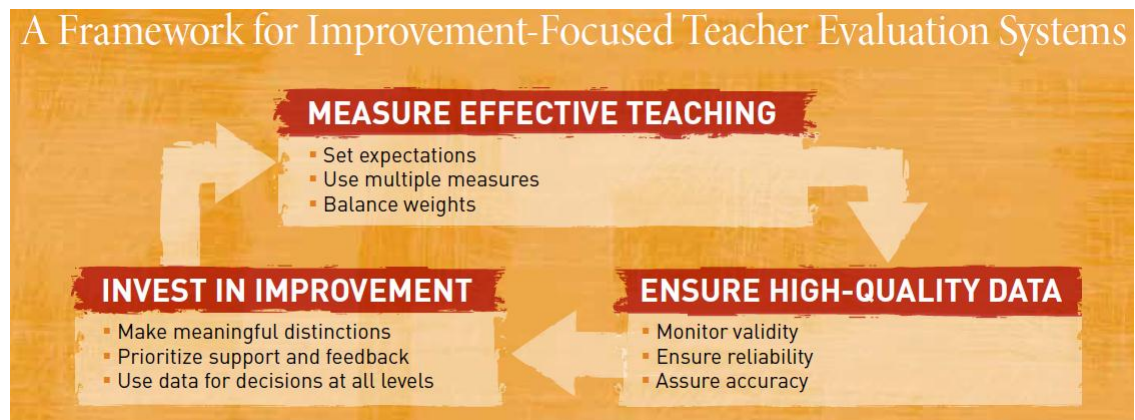 A Framework for Improvement-Focused Teacher Evaluation Systems
MEASURE EFFECTIVE TEACHING
▪ Set expectations
▪ Use multiple measures
▪ Balance weights
INVEST IN IMPROVEMENT
▪ Make meaningful distinctions
▪ Prioritize support and feedback
▪ Use data for decisions at all levels
ENSURE HIGH-QUALITY DATA
▪ Monitor validity
▪ Ensure reliability
▪ Assure accuracy